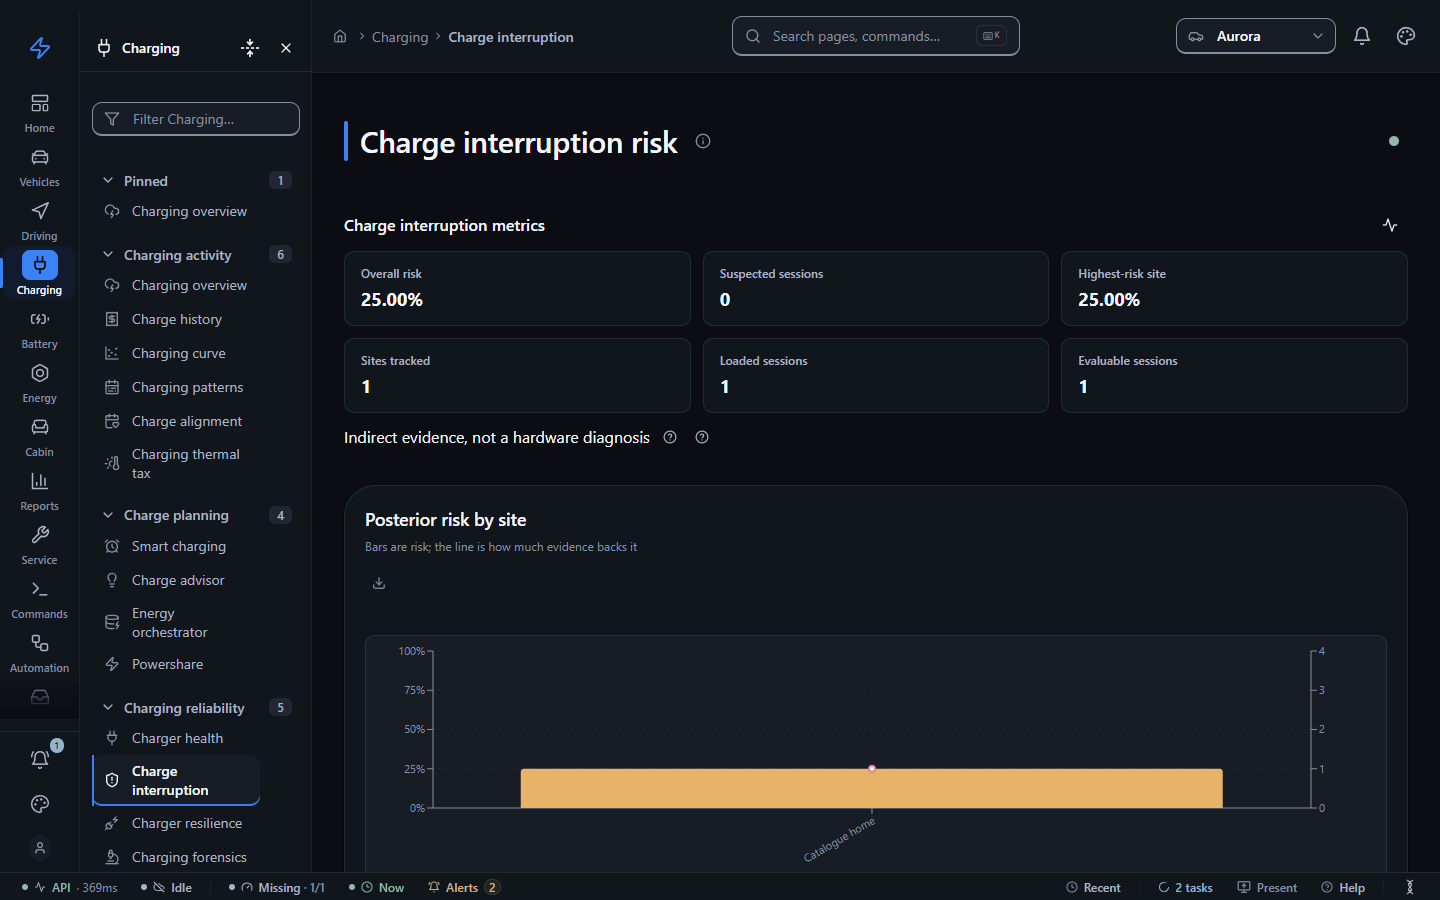 Charging
Charging
Charge interruption
Search pages, commands...
K
Aurora
Home
Vehicles
Driving
Charging
Battery
Energy
Cabin
Reports
Service
Commands
Automation
1
Filter Charging...
Pinned
1
Charging overview
Charging activity
6
Charging overview
Charge history
Charging curve
Charging patterns
Charge alignment
Charging thermal
tax
Charge planning
4
Smart charging
Charge advisor
Energy
orchestrator
Powershare
Charging reliability
5
Charger health
Charge
interruption
Charger resilience
Charging forensics
Charge interruption risk
Charge interruption metrics
Overall risk
25.00%
Suspected sessions
0
Highest-risk site
25.00%
Sites tracked
1
Loaded sessions
1
Evaluable sessions
1
Indirect evidence, not a hardware diagnosis
Posterior risk by site
Bars are risk; the line is how much evidence backs it
100%
75%
50%
25%
0%
4
3
2
1
0
Catalogue home
API · 369ms
Idle
Missing · 1/1
Now
Alerts 2
Recent
2 tasks
Present
Help